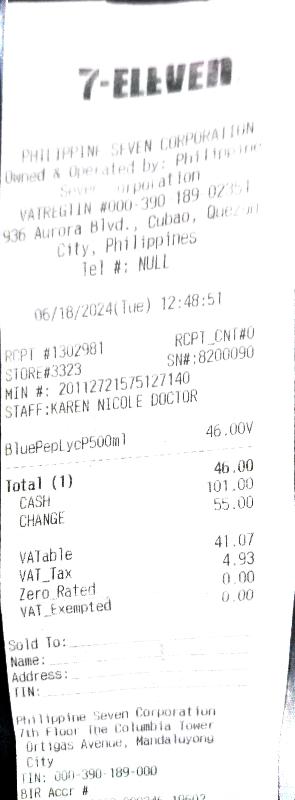 7-ELEVEN
PHILIPPINE SEVEN CORPORATION
Owned & Operated by: Philippine
Seven Corporation
VATREGTIN #000-390 189 02351
936 Aurora Blvd., Cubao, Quezon
City, Philippines
Tel #: NULL
06/18/2024(Tue) 12:48:51
RCPT #1302981 RCPT_CNT#0
STORE#3323 SN#:8200090
MIN #: 20112721575127140
STAFF:KAREN NICOLE DOCTOR
BluePepLycP500ml 46.00V
Total (1) 46.00
CASH 101.00
CHANGE 55.00
VATable 41.07
VAT_Tax 4.93
Zero_Rated 0.00
VAT_Exempted 0.00
Sold To:
Name:
Address:
TIN:
Philippine Seven Corporation
7th Floor The Columbia Tower
Ortigas Avenue, Mandaluyong
City
TIN: 000-390-189-000
BIR Accr #